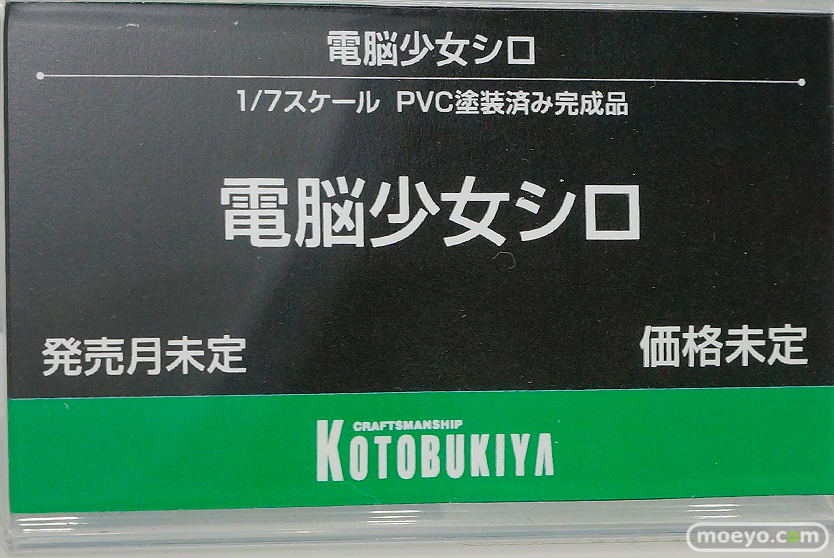 電脳少女シロ
1/7スケール PVC塗装済み完成品
電脳少女シロ
発売月未定
価格未定
CRAFTSMANSHIP
KOTOBUKIYA
moeyo.com